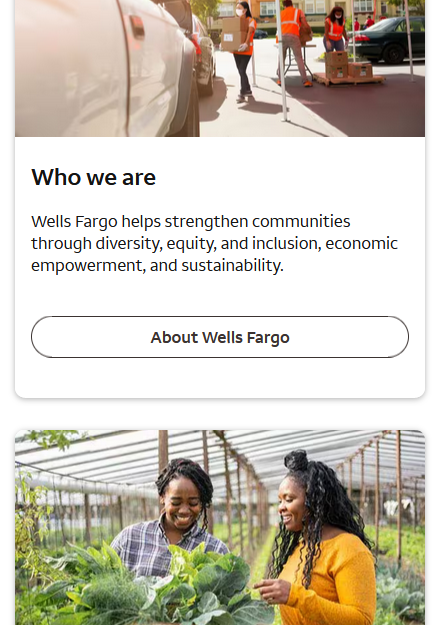 Who we are
Wells Fargo helps strengthen communities
through diversity, equity, and inclusion, economic
empowerment, and sustainability.
About Wells Fargo